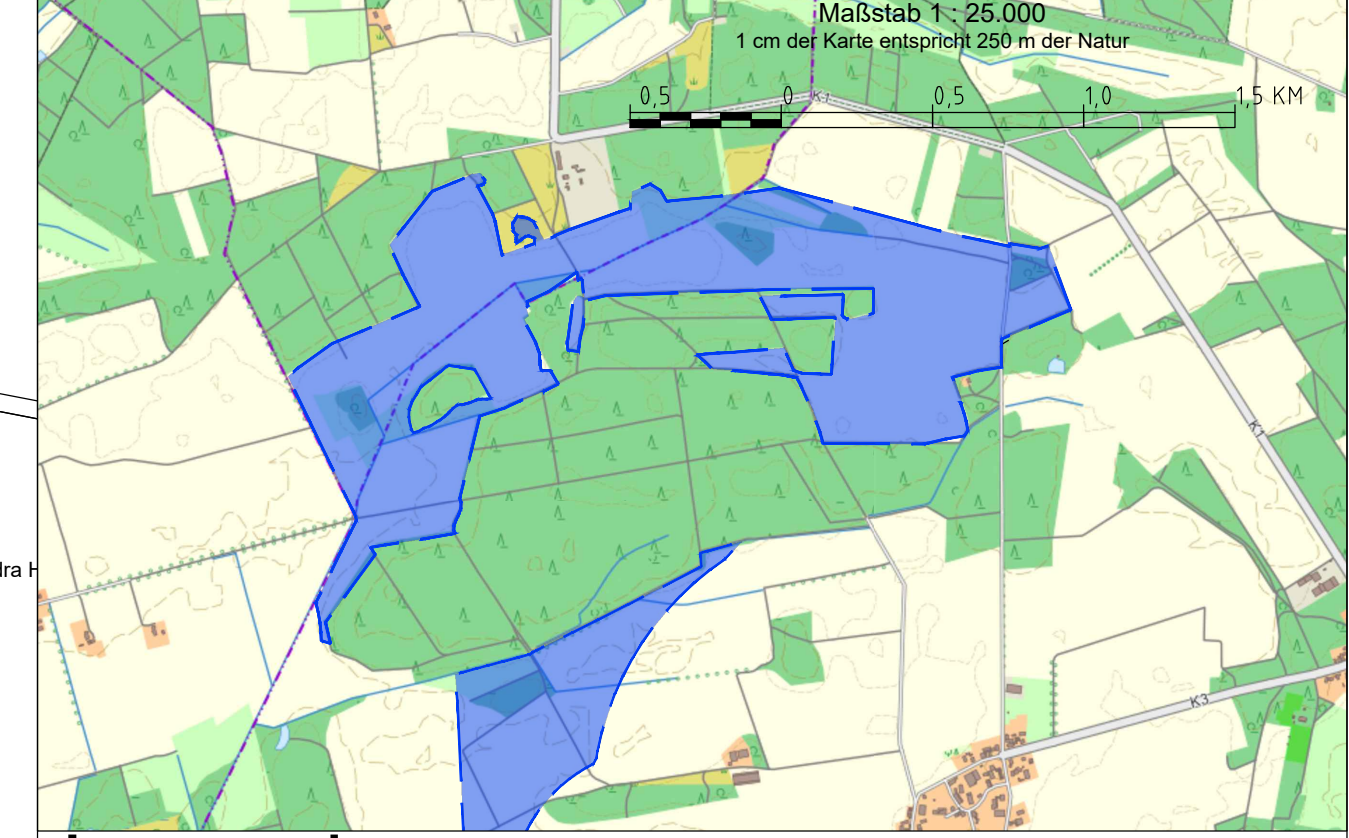 Maßstab 1 : 25.000
1 cm der Karte entspricht 250 m der Natur
0,5 0 0,5 1,0 1,5 KM
K1
K1
dra H
K3